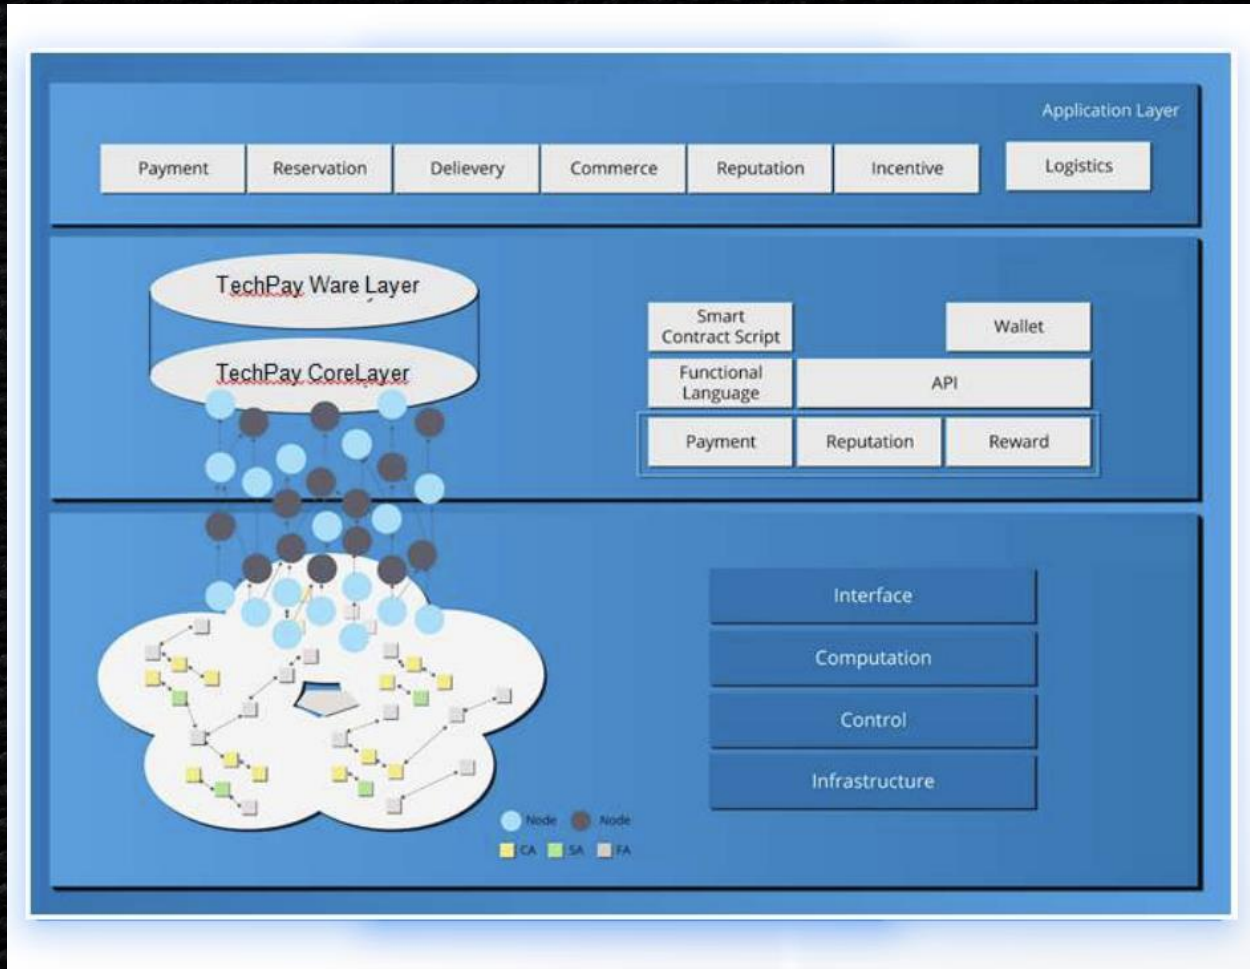 Application Layer
Payment Reservation Delievery Commerce Reputation Incentive Logistics
TechPay Ware Layer
TechPay CoreLayer
Smart
Contract Script
Wallet
Functional
Language
API
Payment Reputation Reward
Interface
Computation
Control
Infrastructure
Node Node
CA SA FA